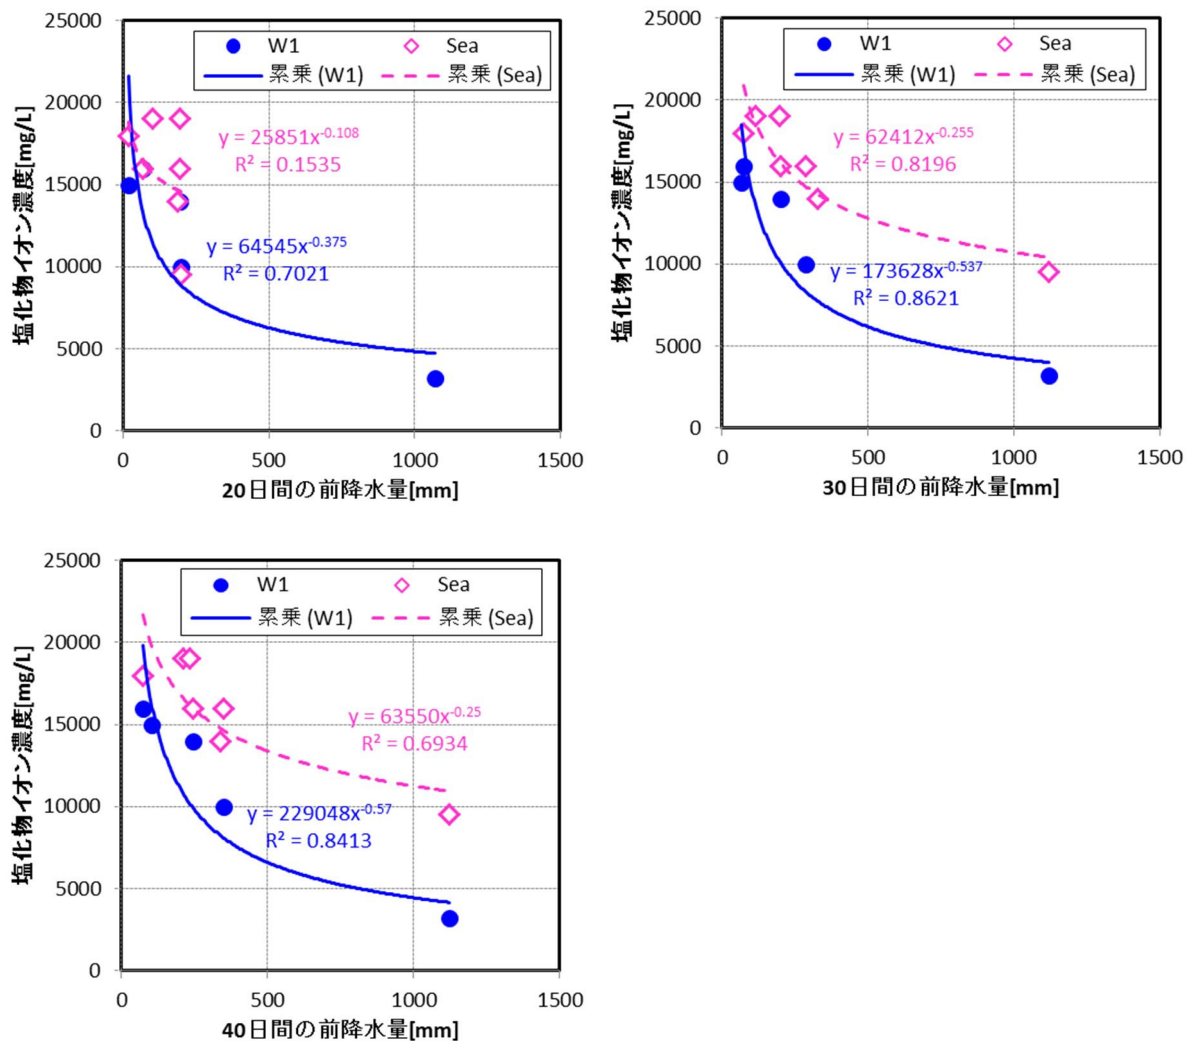 25000
20000
15000
10000
5000
0
塩化物イオン濃度[mg/L]
W1 Sea
累乗 (W1) 累乗 (Sea)
y = 25851x^-0.108
R² = 0.1535
y = 64545x^-0.375
R² = 0.7021
0 500 1000 1500
20日間の前降水量[mm]
25000
20000
15000
10000
5000
0
塩化物イオン濃度[mg/L]
W1 Sea
累乗 (W1) 累乗 (Sea)
y = 62412x^-0.255
R² = 0.8196
y = 173628x^-0.537
R² = 0.8621
0 500 1000 1500
30日間の前降水量[mm]
25000
20000
15000
10000
5000
0
塩化物イオン濃度[mg/L]
W1 Sea
累乗 (W1) 累乗 (Sea)
y = 63550x^-0.25
R² = 0.6934
y = 229048x^-0.57
R² = 0.8413
0 500 1000 1500
40日間の前降水量[mm]